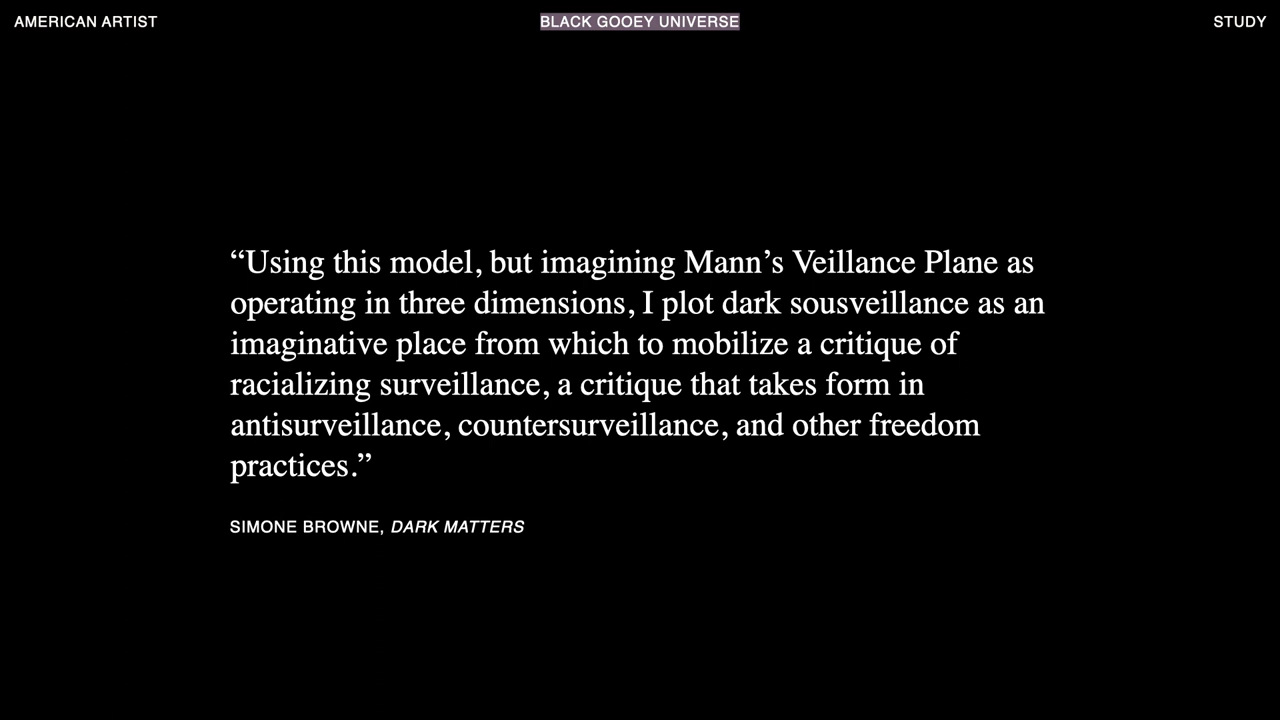 AMERICAN ARTIST
BLACK GOOEY UNIVERSE
STUDY
“Using this model, but imagining Mann’s Veillance Plane as
operating in three dimensions, I plot dark sousveillance as an
imaginative place from which to mobilize a critique of
racializing surveillance, a critique that takes form in
antisurveillance, countersurveillance, and other freedom
practices.”
SIMONE BROWNE, DARK MATTERS